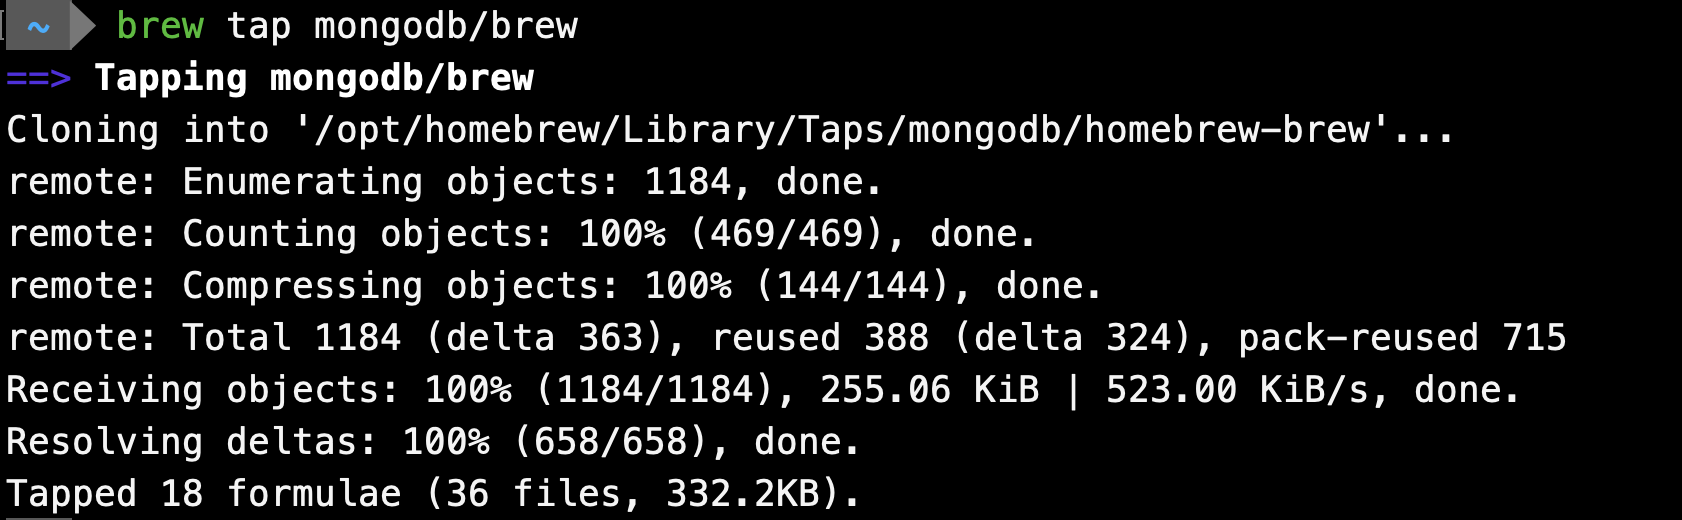 ~ brew tap mongodb/brew
==> Tapping mongodb/brew
Cloning into '/opt/homebrew/Library/Taps/mongodb/homebrew-brew'...
remote: Enumerating objects: 1184, done.
remote: Counting objects: 100% (469/469), done.
remote: Compressing objects: 100% (144/144), done.
remote: Total 1184 (delta 363), reused 388 (delta 324), pack-reused 715
Receiving objects: 100% (1184/1184), 255.06 KiB | 523.00 KiB/s, done.
Resolving deltas: 100% (658/658), done.
Tapped 18 formulae (36 files, 332.2KB).